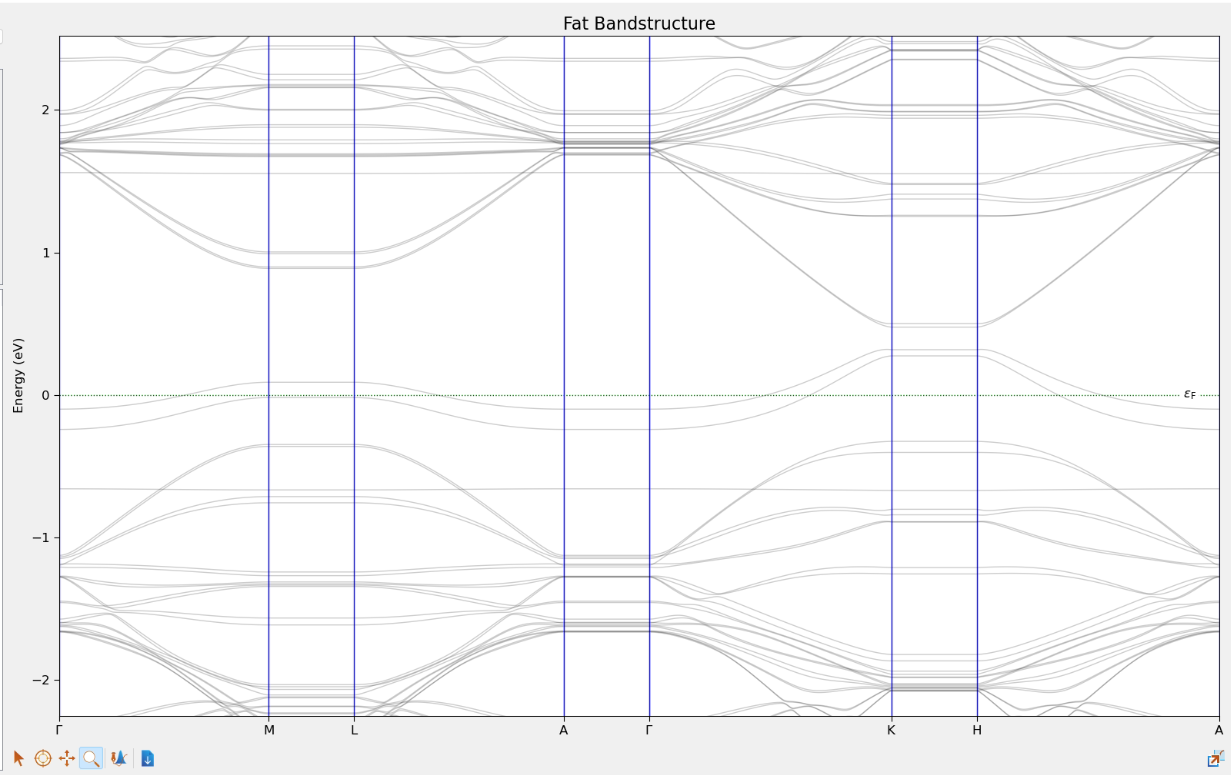 Fat Bandstructure
2
1
0
−1
−2
Energy (eV)
εF
Γ M L A Γ K H A